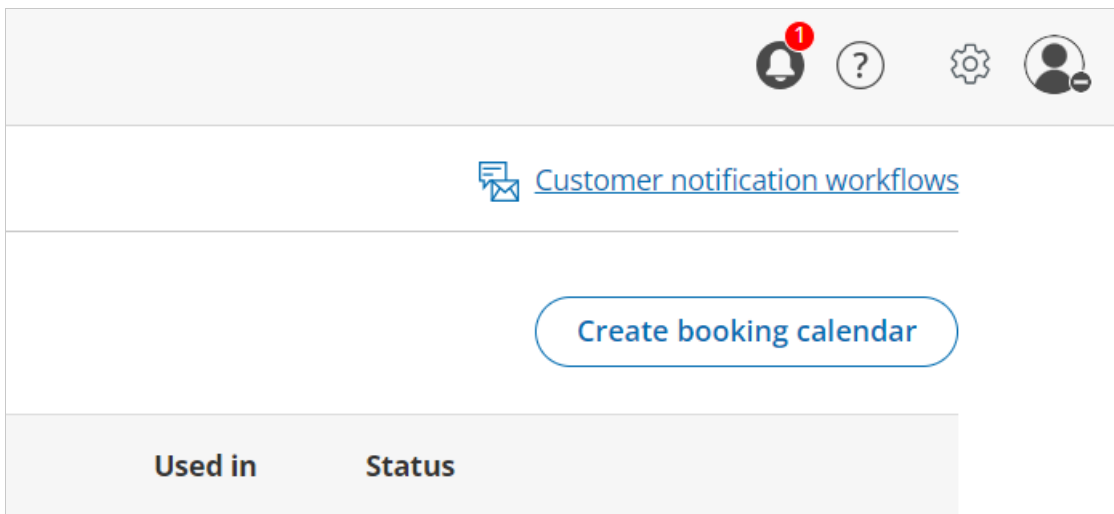 1
?
Customer notification workflows
Create booking calendar
Used in Status